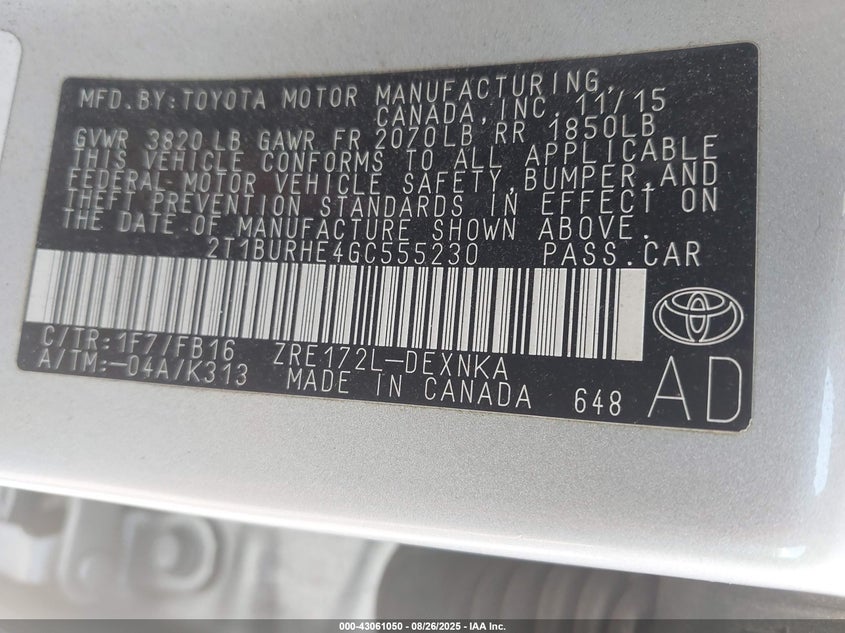 MFD.BY:TOYOTA MOTOR MANUFACTURING,
CANADA,INC. 11/15
GVWR 3820 LB GAWR FR 2070LB RR 1850LB
THIS VEHICLE CONFORMS TO ALL APPLICABLE
FEDERAL MOTOR VEHICLE SAFETY,BUMPER,AND
THEFT PREVENTION STANDARDS IN EFFECT ON
THE DATE OF MANUFACTURE SHOWN ABOVE.
2T1BURHE4GC555230 PASS.CAR
C/TR:1F7/FB16 ZRE172L-DEXNKA
A/TM:-04A/K313 MADE IN CANADA 648 AD
000-43061050 - 08/26/2025 - IAA Inc.